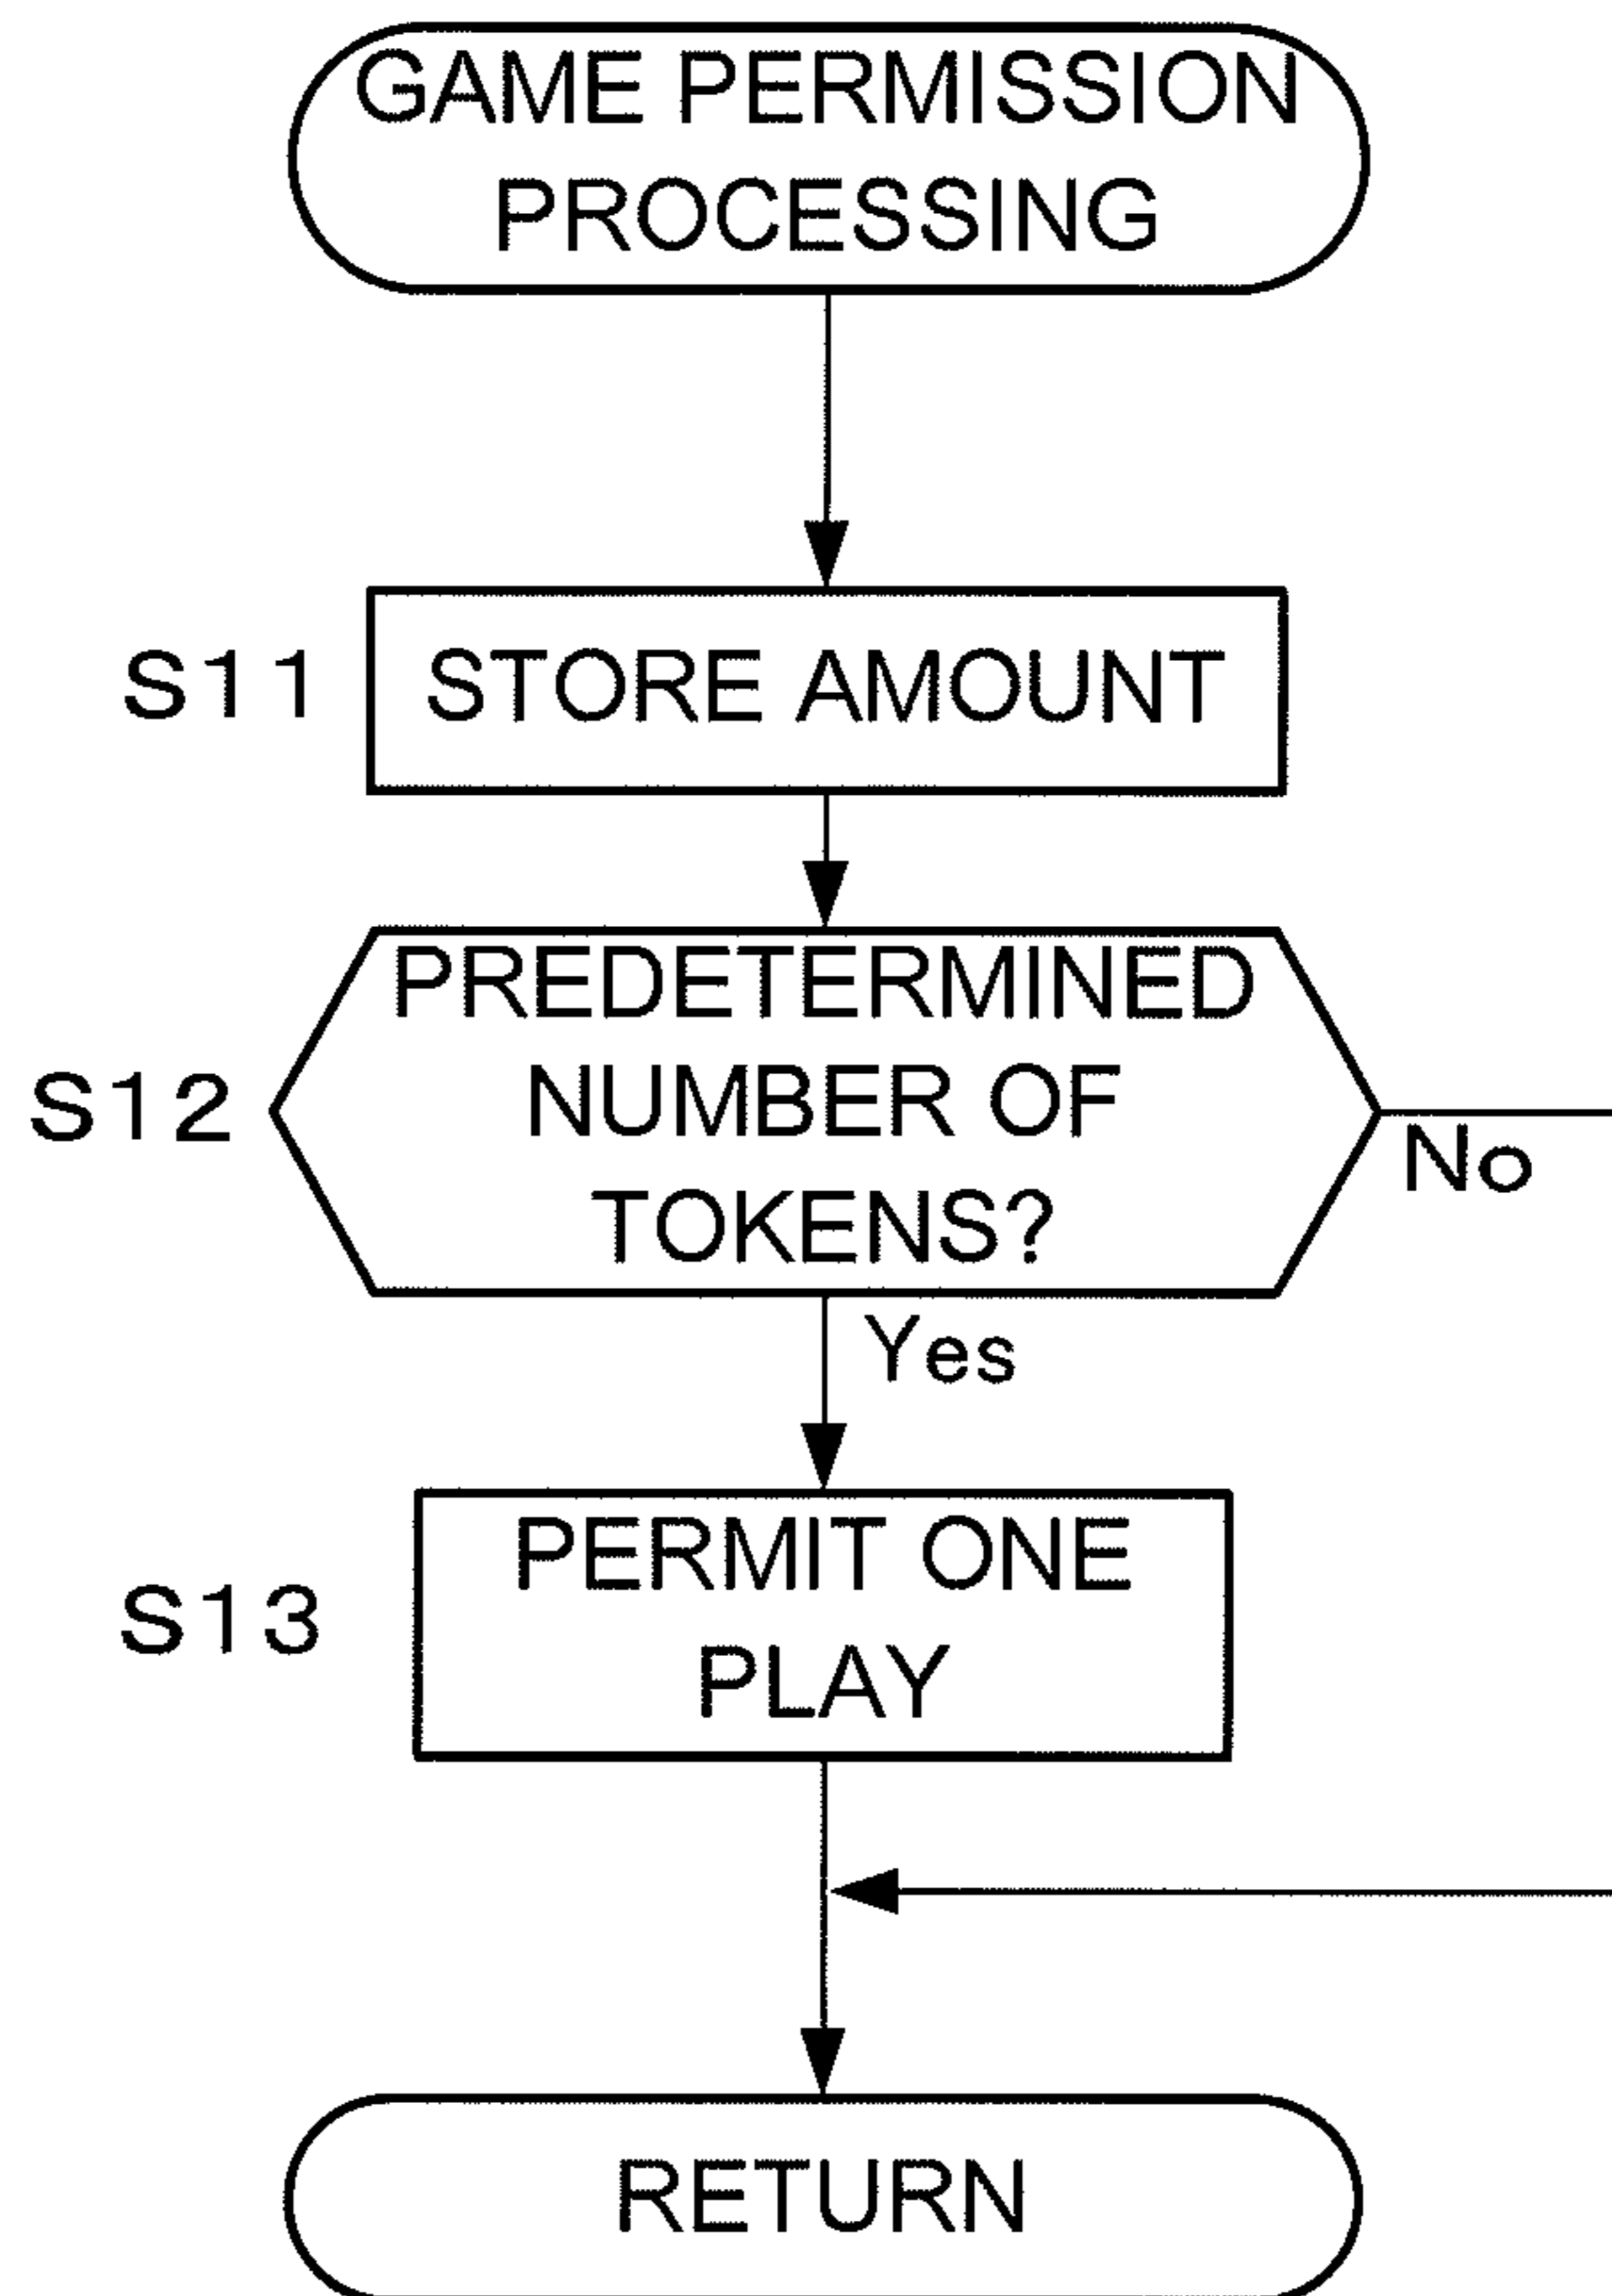 GAME PERMISSION
PROCESSING
S11
STORE AMOUNT
S12
PREDETERMINED
NUMBER OF
TOKENS?
No
Yes
S13
PERMIT ONE
PLAY
RETURN